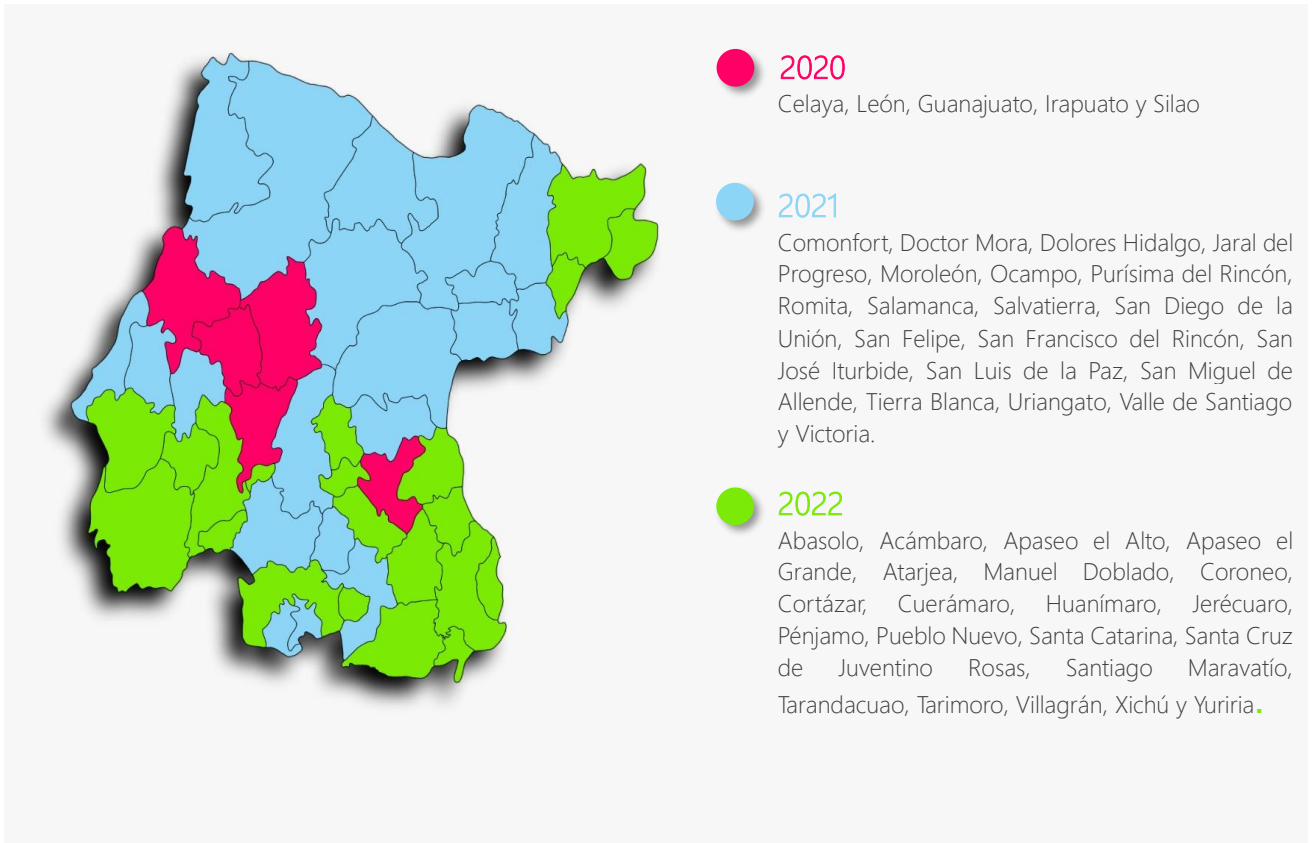 2020
Celaya, León, Guanajuato, Irapuato y Silao
2021
Comonfort, Doctor Mora, Dolores Hidalgo, Jaral del
Progreso, Moroleón, Ocampo, Purísima del Rincón,
Romita, Salamanca, Salvatierra, San Diego de la
Unión, San Felipe, San Francisco del Rincón, San
José Iturbide, San Luis de la Paz, San Miguel de
Allende, Tierra Blanca, Uriangato, Valle de Santiago
y Victoria.
2022
Abasolo, Acámbaro, Apaseo el Alto, Apaseo el
Grande, Atarjea, Manuel Doblado, Coroneo,
Cortázar, Cuerámaro, Huanímaro, Jerécuaro,
Pénjamo, Pueblo Nuevo, Santa Catarina, Santa Cruz
de Juventino Rosas, Santiago Maravatío,
Tarandacuao, Tarimoro, Villagrán, Xichú y Yuriria.